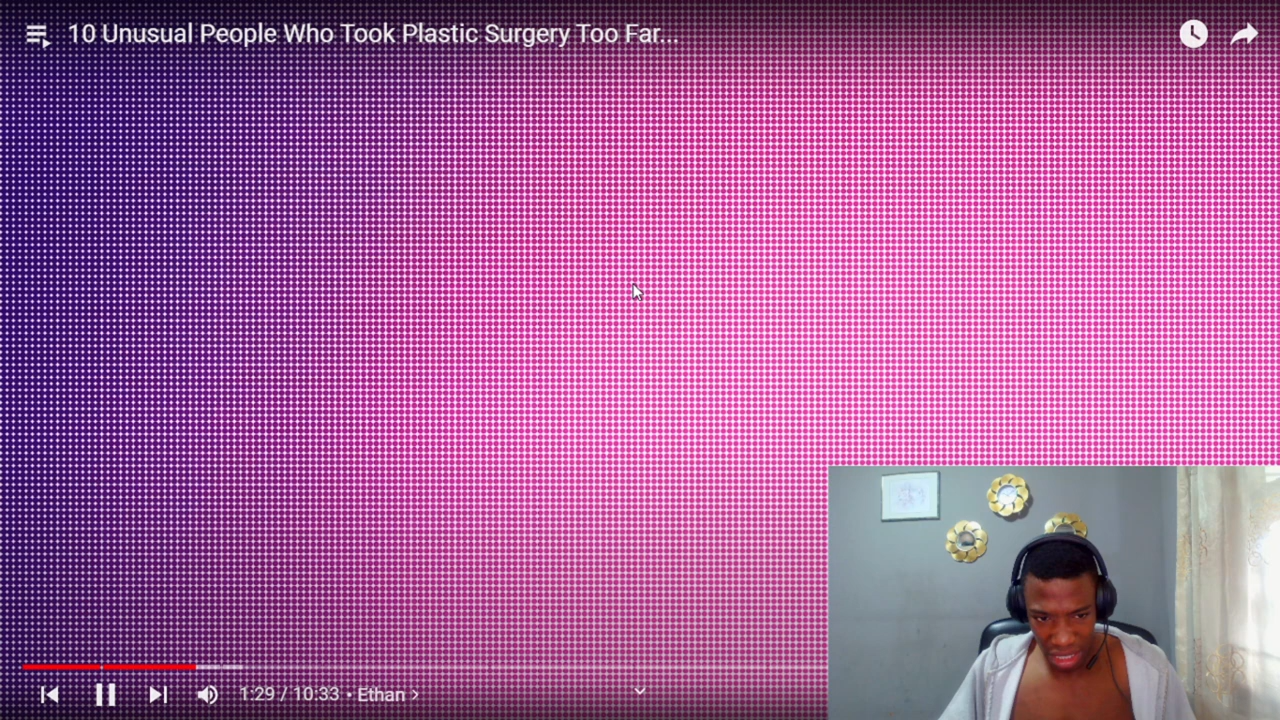 10 Unusual People Who Took Plastic Surgery Too Far...
1:29 / 10:33 • Ethan >